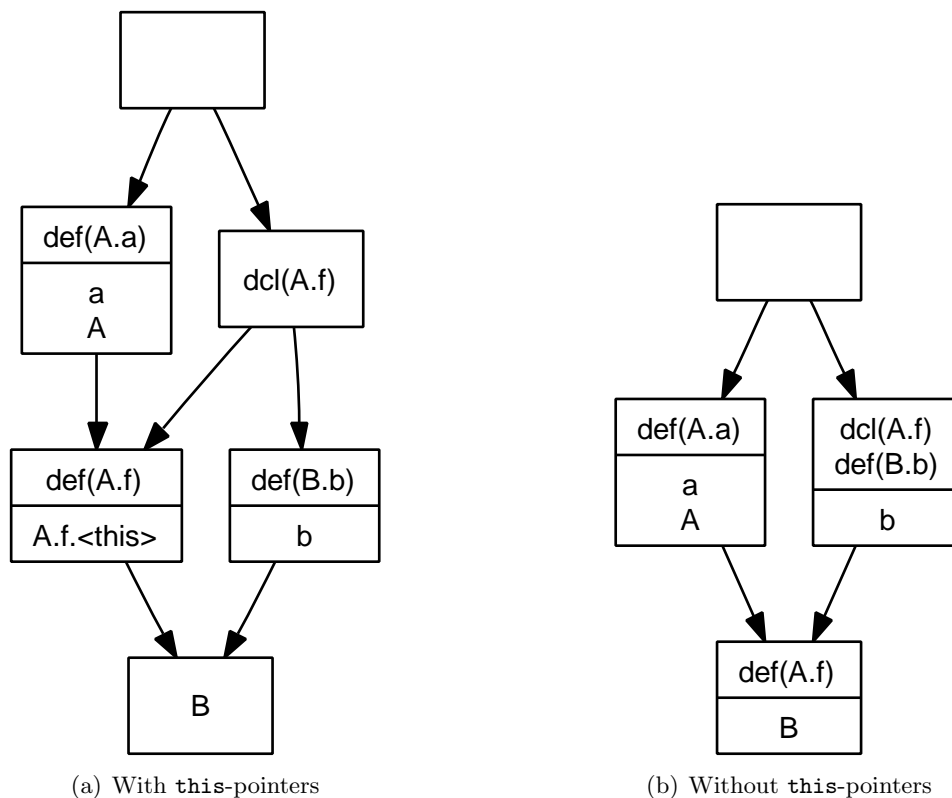 def(A.a)
a
A
dcl(A.f)
def(A.f)
A.f.<this>
def(B.b)
b
B
(a) With this-pointers
def(A.a)
a
A
dcl(A.f)
def(B.b)
b
def(A.f)
B
(b) Without this-pointers